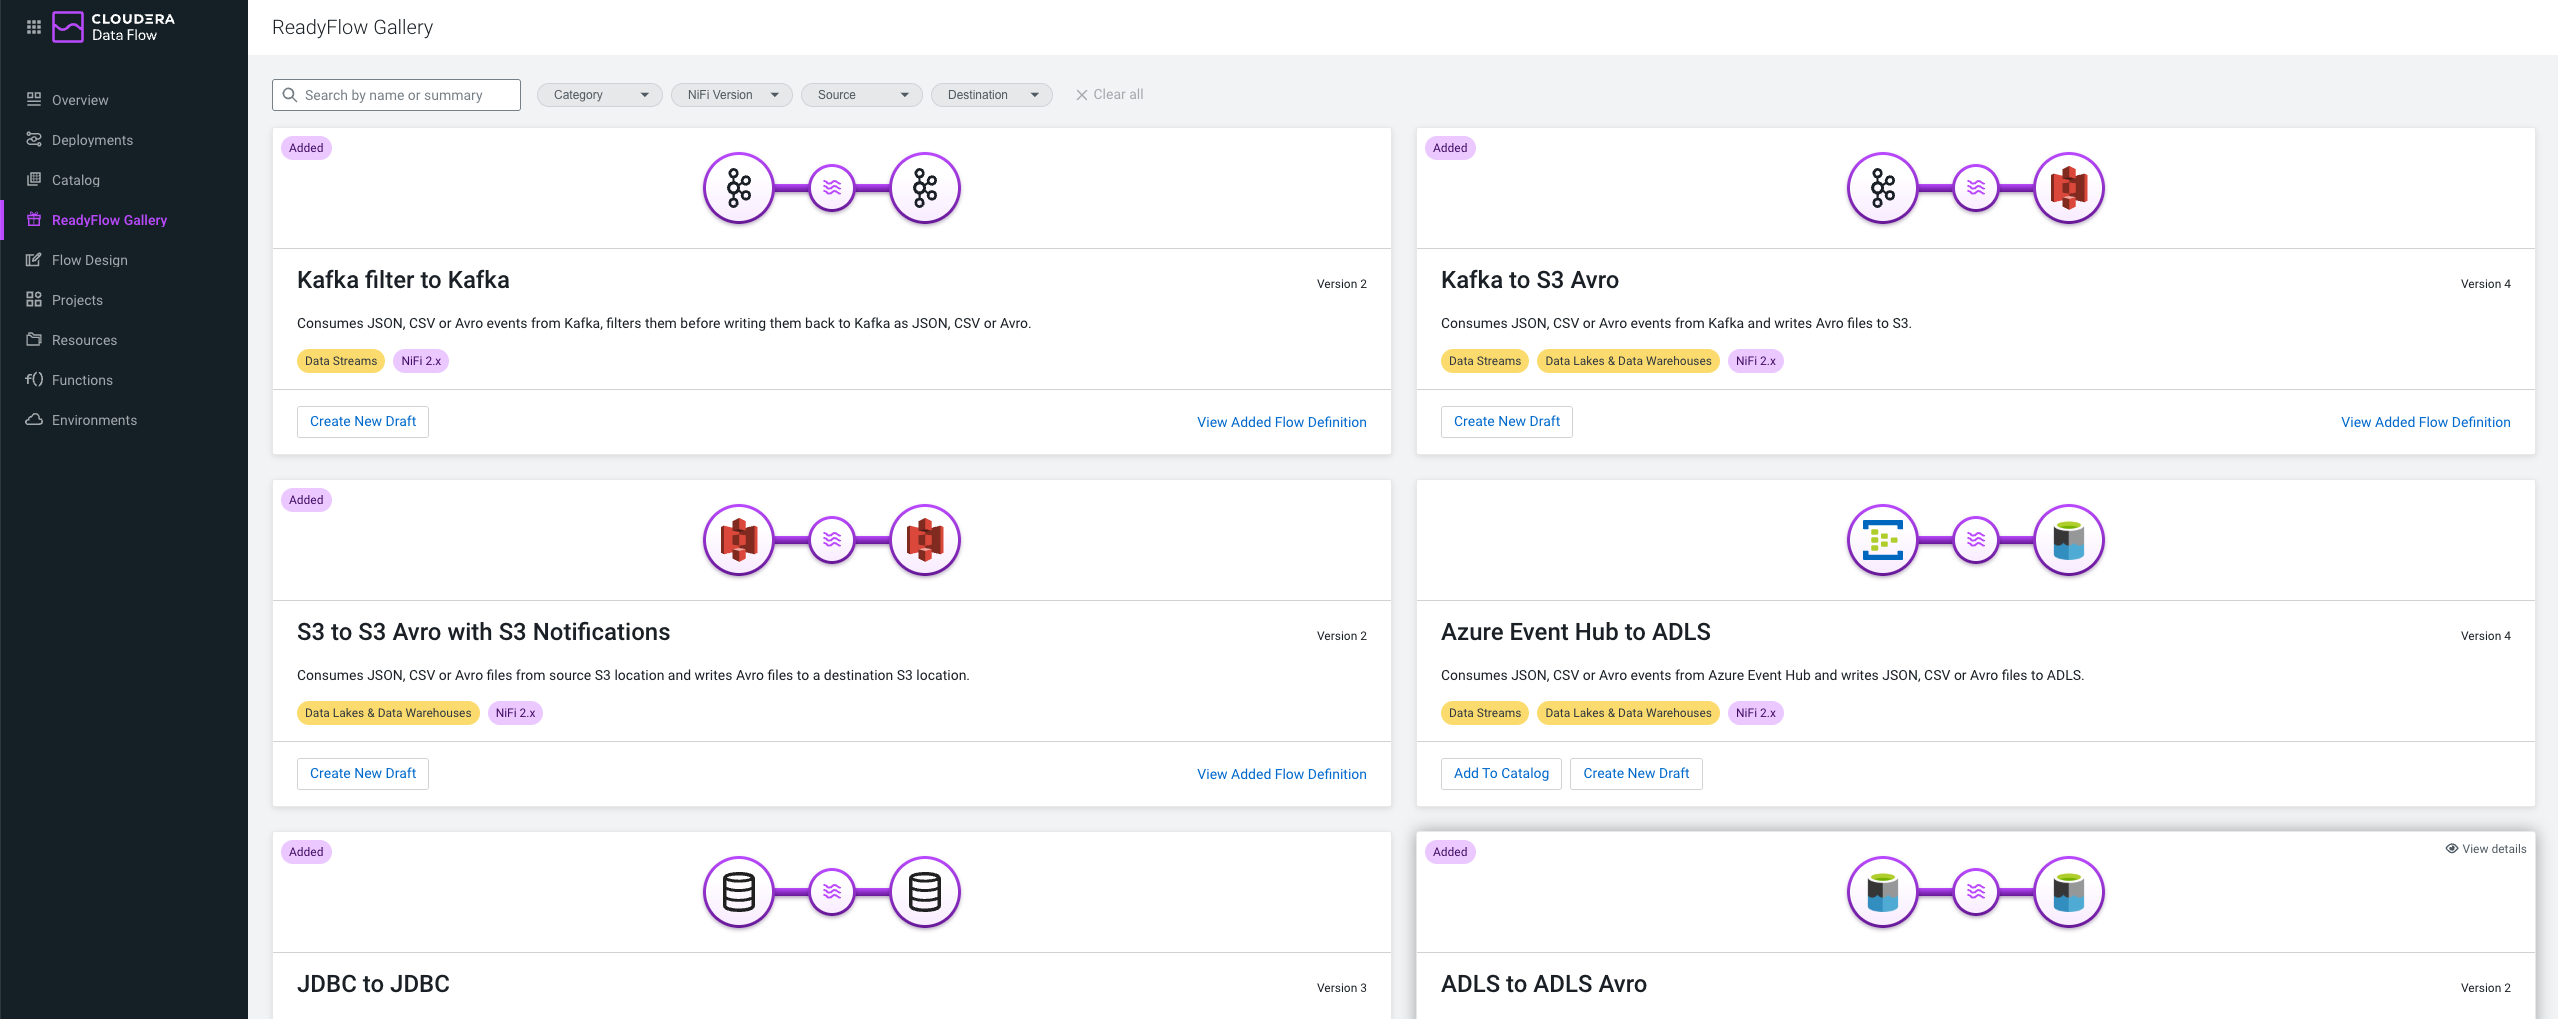 CLOUDERA
Data Flow
Overview
Deployments
Catalog
ReadyFlow Gallery
Flow Design
Projects
Resources
f() Functions
Environments
ReadyFlow Gallery
Search by name or summary
Category
NiFi Version
Source
Destination
Clear all
Added
Kafka filter to Kafka
Version 2
Consumes JSON, CSV or Avro events from Kafka, filters them before writing them back to Kafka as JSON, CSV or Avro.
Data Streams
NiFi 2.x
Create New Draft
View Added Flow Definition
Added
Kafka to S3 Avro
Version 4
Consumes JSON, CSV or Avro events from Kafka and writes Avro files to S3.
Data Streams
Data Lakes & Data Warehouses
NiFi 2.x
Create New Draft
View Added Flow Definition
Added
S3 to S3 Avro with S3 Notifications
Version 2
Consumes JSON, CSV or Avro files from source S3 location and writes Avro files to a destination S3 location.
Data Lakes & Data Warehouses
NiFi 2.x
Create New Draft
View Added Flow Definition
Azure Event Hub to ADLS
Version 4
Consumes JSON, CSV or Avro events from Azure Event Hub and writes JSON, CSV or Avro files to ADLS.
Data Streams
Data Lakes & Data Warehouses
NiFi 2.x
Add To Catalog
Create New Draft
Added
JDBC to JDBC
Version 3
Added
View details
ADLS to ADLS Avro
Version 2